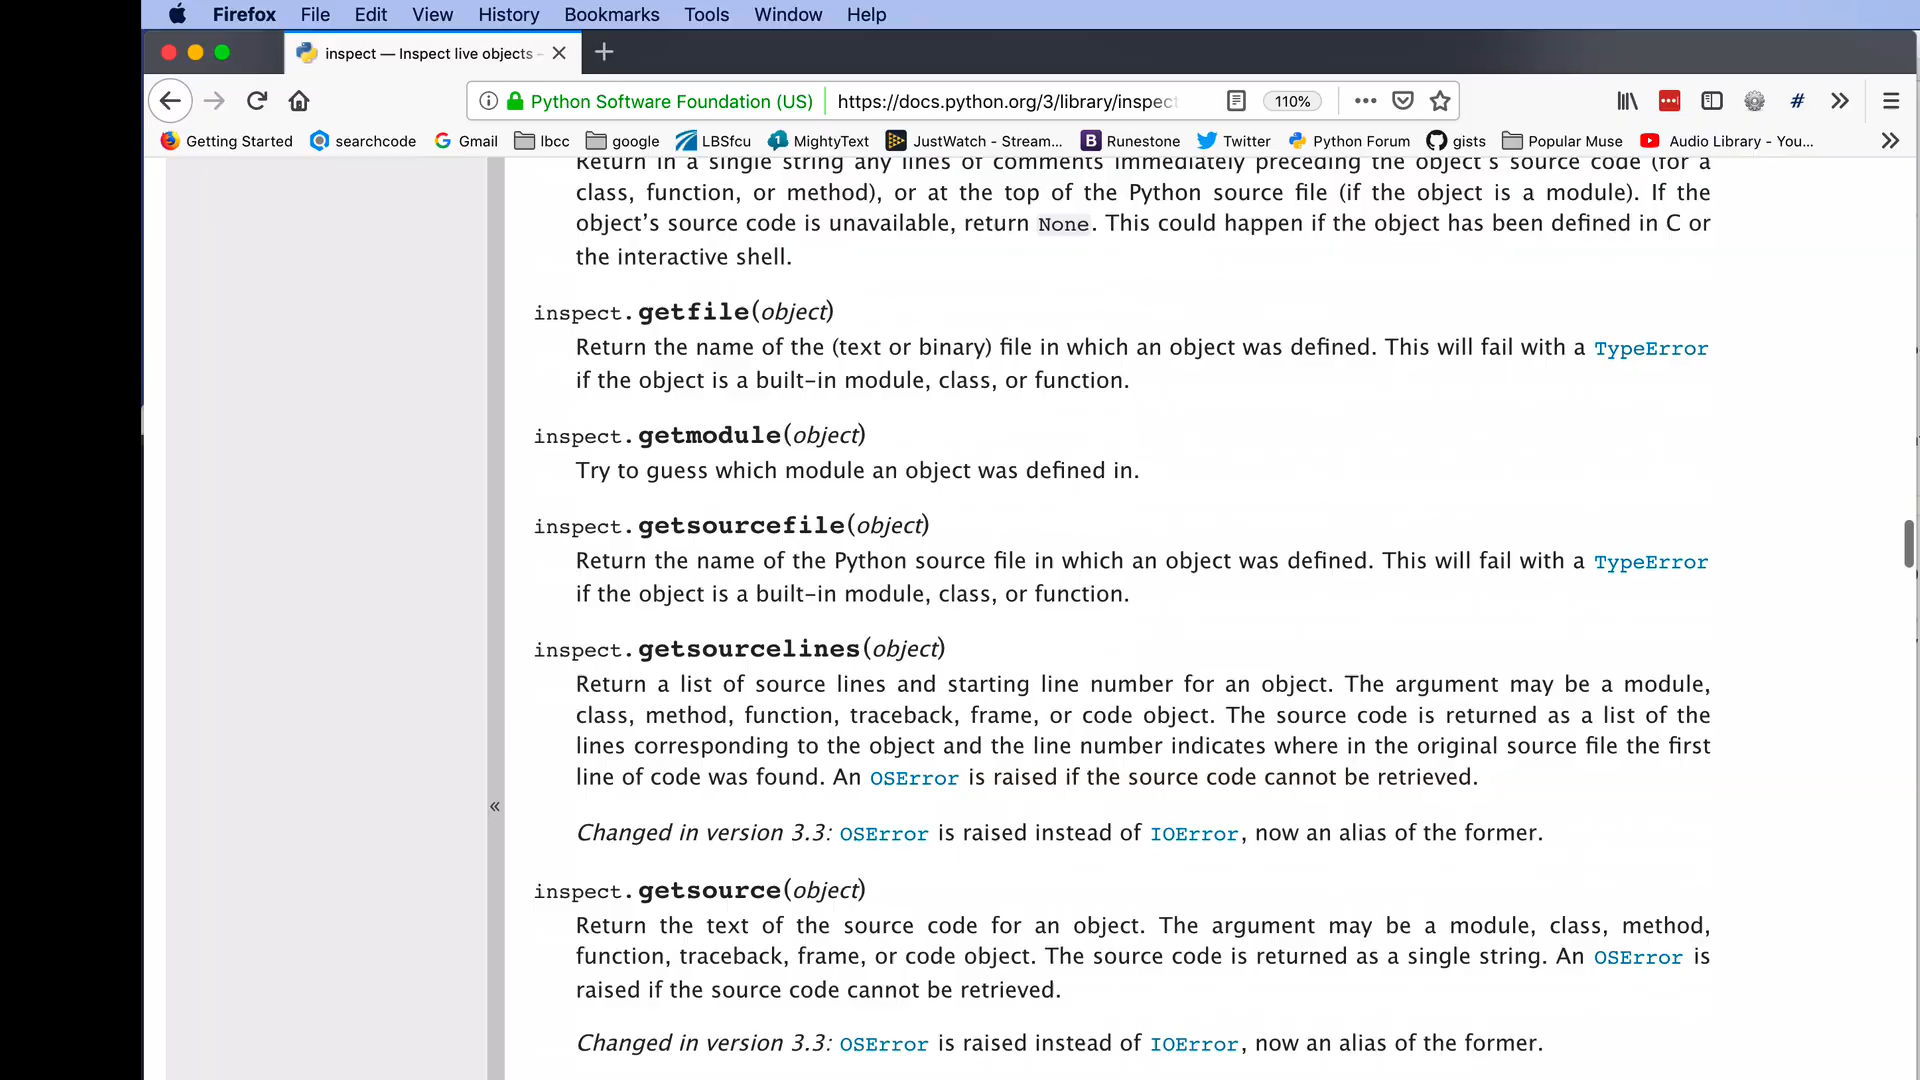 Firefox File Edit View History Bookmarks Tools Window Help
inspect — Inspect live objects -
Python Software Foundation (US) https://docs.python.org/3/library/inspect 110%
Getting Started searchcode Gmail lbcc google LBSfcu MightyText JustWatch - Stream... Runestone Twitter Python Forum gists Popular Muse Audio Library - You...
Return in a single string any lines of comments immediately preceding the object’s source code (for a
class, function, or method), or at the top of the Python source file (if the object is a module). If the
object’s source code is unavailable, return None. This could happen if the object has been defined in C or
the interactive shell.
inspect.getfile(object)
Return the name of the (text or binary) file in which an object was defined. This will fail with a TypeError
if the object is a built-in module, class, or function.
inspect.getmodule(object)
Try to guess which module an object was defined in.
inspect.getsourcefile(object)
Return the name of the Python source file in which an object was defined. This will fail with a TypeError
if the object is a built-in module, class, or function.
inspect.getsourcelines(object)
Return a list of source lines and starting line number for an object. The argument may be a module,
class, method, function, traceback, frame, or code object. The source code is returned as a list of the
lines corresponding to the object and the line number indicates where in the original source file the first
line of code was found. An OSError is raised if the source code cannot be retrieved.
«
Changed in version 3.3: OSError is raised instead of IOError, now an alias of the former.
inspect.getsource(object)
Return the text of the source code for an object. The argument may be a module, class, method,
function, traceback, frame, or code object. The source code is returned as a single string. An OSError is
raised if the source code cannot be retrieved.
Changed in version 3.3: OSError is raised instead of IOError, now an alias of the former.